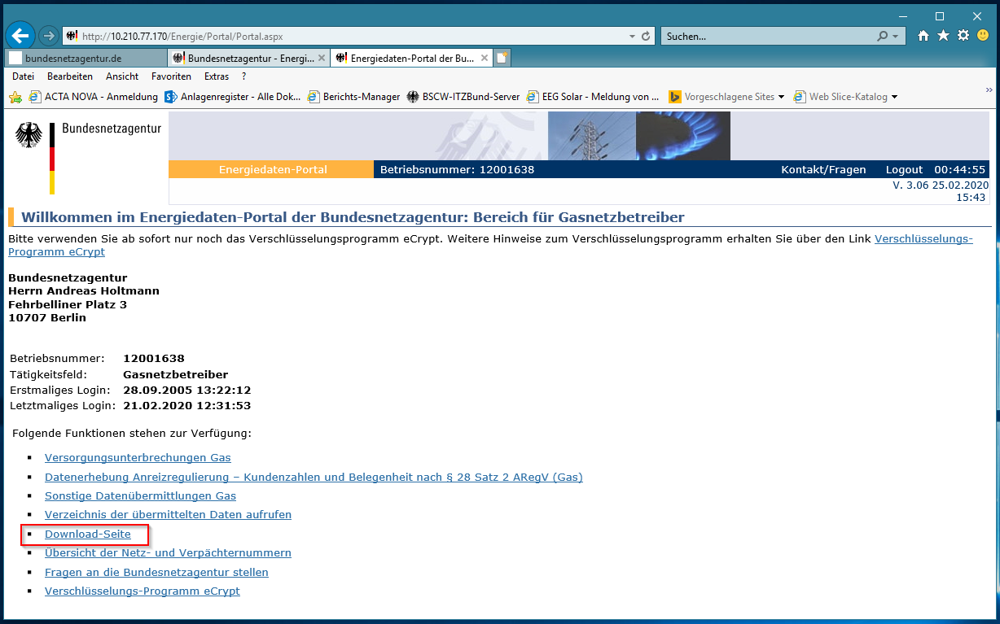 http://10.210.77.170/Energie/Portal/Portal.aspx
Suchen...
bundesnetzagentur.de
Bundesnetzagentur - Energi...
Energiedaten-Portal der Bu...
Datei Bearbeiten Ansicht Favoriten Extras ?
ACTA NOVA - Anmeldung Anlagenregister - Alle Dok... Berichts-Manager BSCW-ITZBund-Server EEG Solar - Meldung von ... Vorgeschlagene Sites Web Slice-Katalog
Bundesnetzagentur
Energiedaten-Portal Betriebsnummer: 12001638 Kontakt/Fragen Logout 00:44:55
V. 3.06 25.02.2020
15:43
Willkommen im Energiedaten-Portal der Bundesnetzagentur: Bereich für Gasnetzbetreiber
Bitte verwenden Sie ab sofort nur noch das Verschlüsselungsprogramm eCrypt. Weitere Hinweise zum Verschlüsselungsprogramm erhalten Sie über den Link Verschlüsselungs-
Programm eCrypt
Bundesnetzagentur
Herrn Andreas Holtmann
Fehrbelliner Platz 3
10707 Berlin
Betriebsnummer: 12001638
Tätigkeitsfeld: Gasnetzbetreiber
Erstmaliges Login: 28.09.2005 13:22:12
Letztmaliges Login: 21.02.2020 12:31:53
Folgende Funktionen stehen zur Verfügung:
Versorgungsunterbrechungen Gas
Datenerhebung Anreizregulierung – Kundenzahlen und Belegenheit nach § 28 Satz 2 ARegV (Gas)
Sonstige Datenübermittlungen Gas
Verzeichnis der übermittelten Daten aufrufen
Download-Seite
Übersicht der Netz- und Verpächternummern
Fragen an die Bundesnetzagentur stellen
Verschlüsselungs-Programm eCrypt